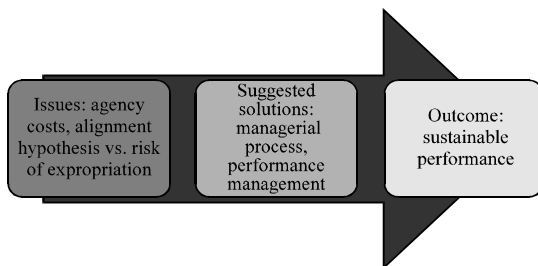 Issues: agency
costs, alignment
hypothesis vs. risk
of expropriation
Suggested
solutions:
managerial
process,
performance
management
Outcome:
sustainable
performance